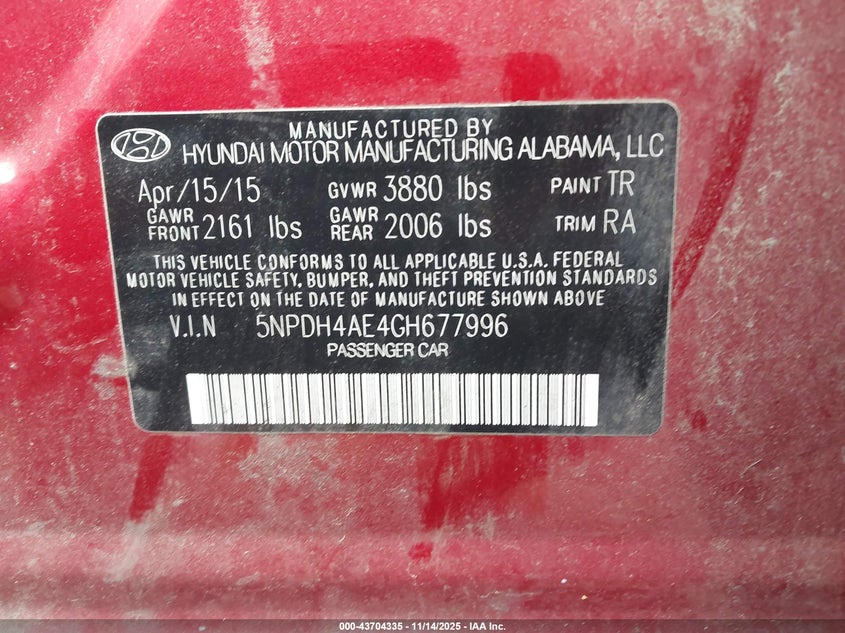 MANUFACTURED BY
HYUNDAI MOTOR MANUFACTURING ALABAMA, LLC
Apr/15/15 GVWR 3880 lbs PAINT TR
GAWR FRONT 2161 lbs GAWR REAR 2006 lbs TRIM RA
THIS VEHICLE CONFORMS TO ALL APPLICABLE U.S.A. FEDERAL
MOTOR VEHICLE SAFETY, BUMPER, AND THEFT PREVENTION STANDARDS
IN EFFECT ON THE DATE OF MANUFACTURE SHOWN ABOVE
V.I.N 5NPDH4AE4GH677996
PASSENGER CAR
000-43704335 - 11/14/2025 - IAA Inc.